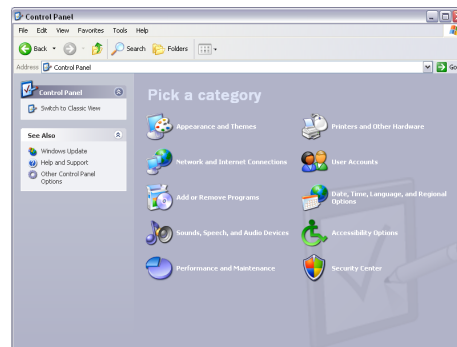 Control Panel
File Edit View Favorites Tools Help
Back Search Folders
Address Control Panel Go
Control Panel
Switch to Classic View
See Also
Windows Update
Help and Support
Other Control Panel
Options
Pick a category
Appearance and Themes
Printers and Other Hardware
Network and Internet Connections
User Accounts
Add or Remove Programs
Date, Time, Language, and Regional
Options
Sounds, Speech, and Audio Devices
Accessibility Options
Performance and Maintenance
Security Center